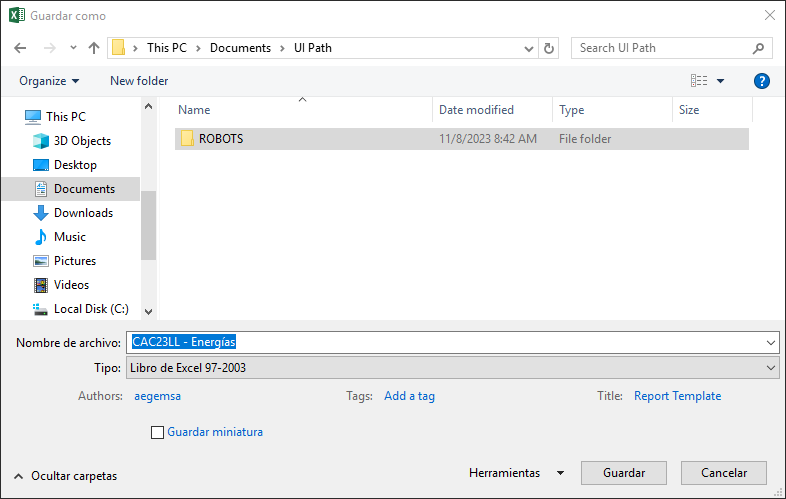 Guardar como
This PC > Documents > UI Path
Search UI Path
Organize New folder
?
This PC
3D Objects
Desktop
Documents
Downloads
Music
Pictures
Videos
Local Disk (C:)
Name Date modified Type Size
ROBOTS 11/8/2023 8:42 AM File folder
Nombre de archivo: CAC23LL - Energías
Tipo: Libro de Excel 97-2003
Authors: aegemsa Tags: Add a tag Title: Report Template
Guardar miniatura
Ocultar carpetas Herramientas Guardar Cancelar